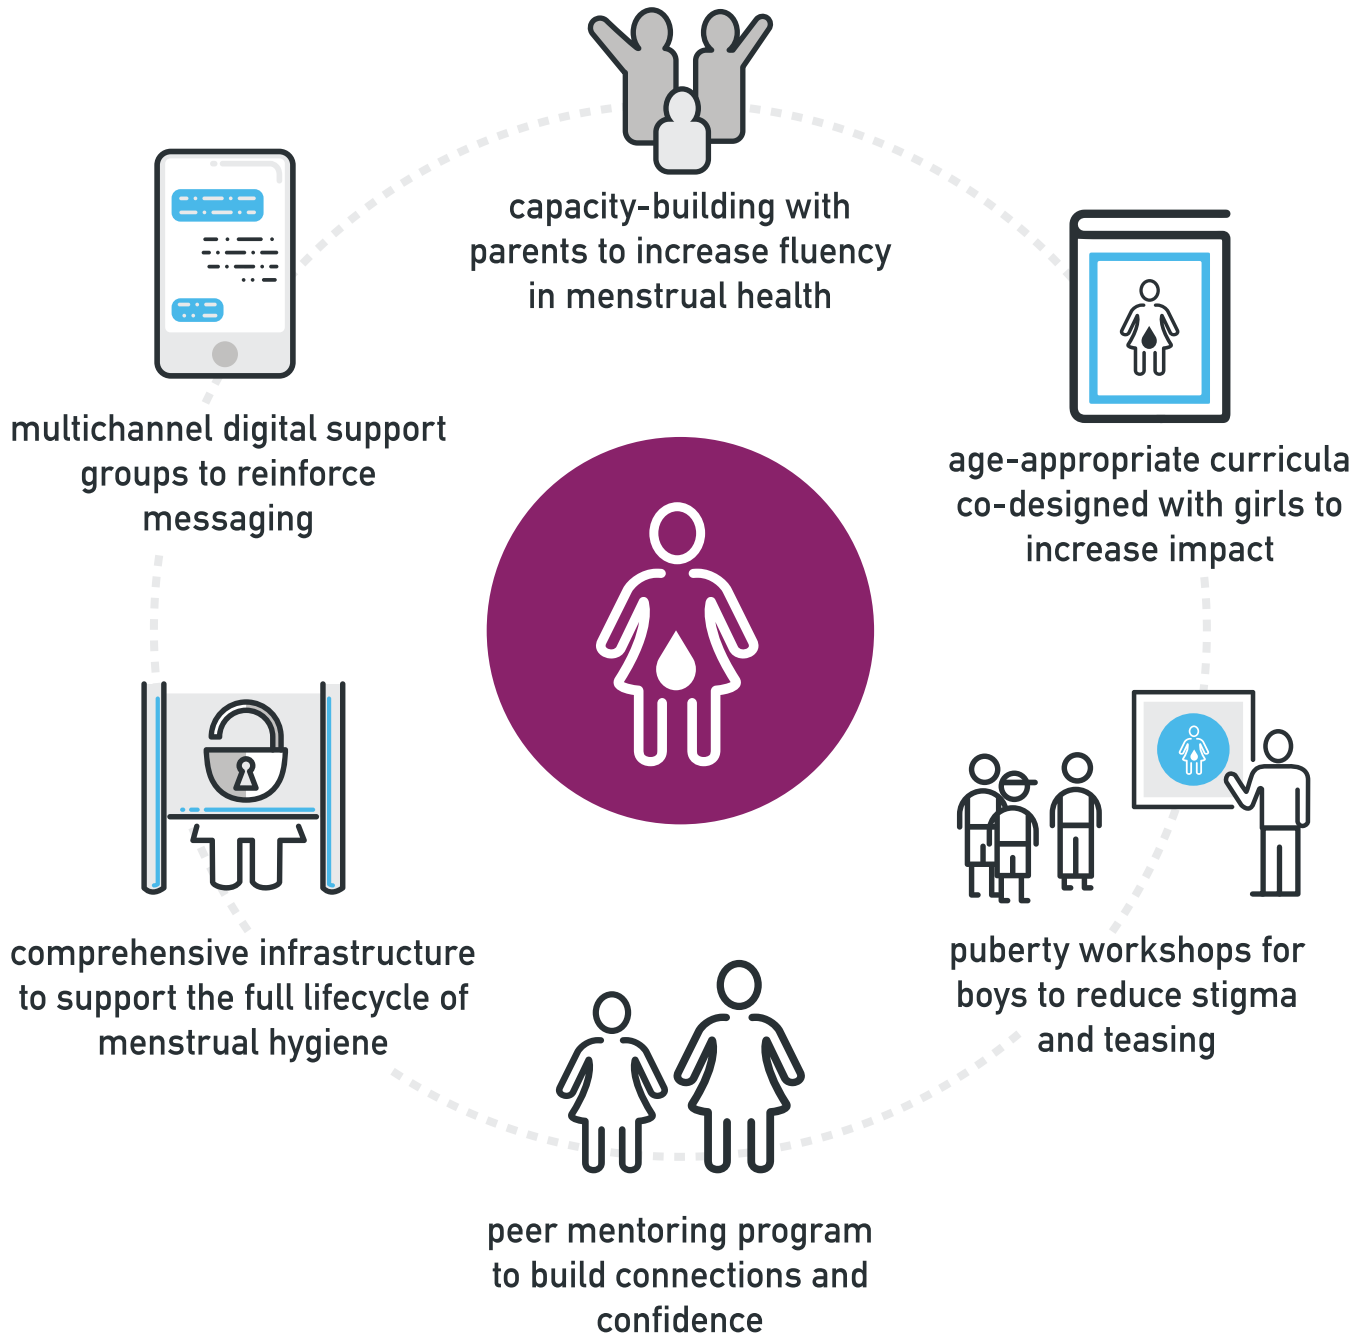 capacity-building with
parents to increase fluency
in menstrual health
age-appropriate curricula
co-designed with girls to
increase impact
puberty workshops for
boys to reduce stigma
and teasing
peer mentoring program
to build connections and
confidence
comprehensive infrastructure
to support the full lifecycle of
menstrual hygiene
multichannel digital support
groups to reinforce
messaging